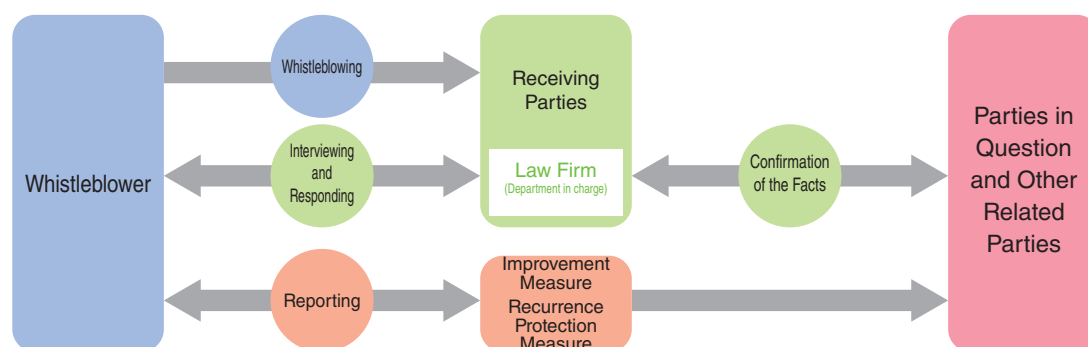 Whistleblower
Whistleblowing
Interviewing
and
Responding
Reporting
Receiving
Parties
Law Firm
(Department in charge)
Improvement
Measure
Recurrence
Protection
Measure
Confirmation
of the Facts
Parties in
Question
and Other
Related
Parties